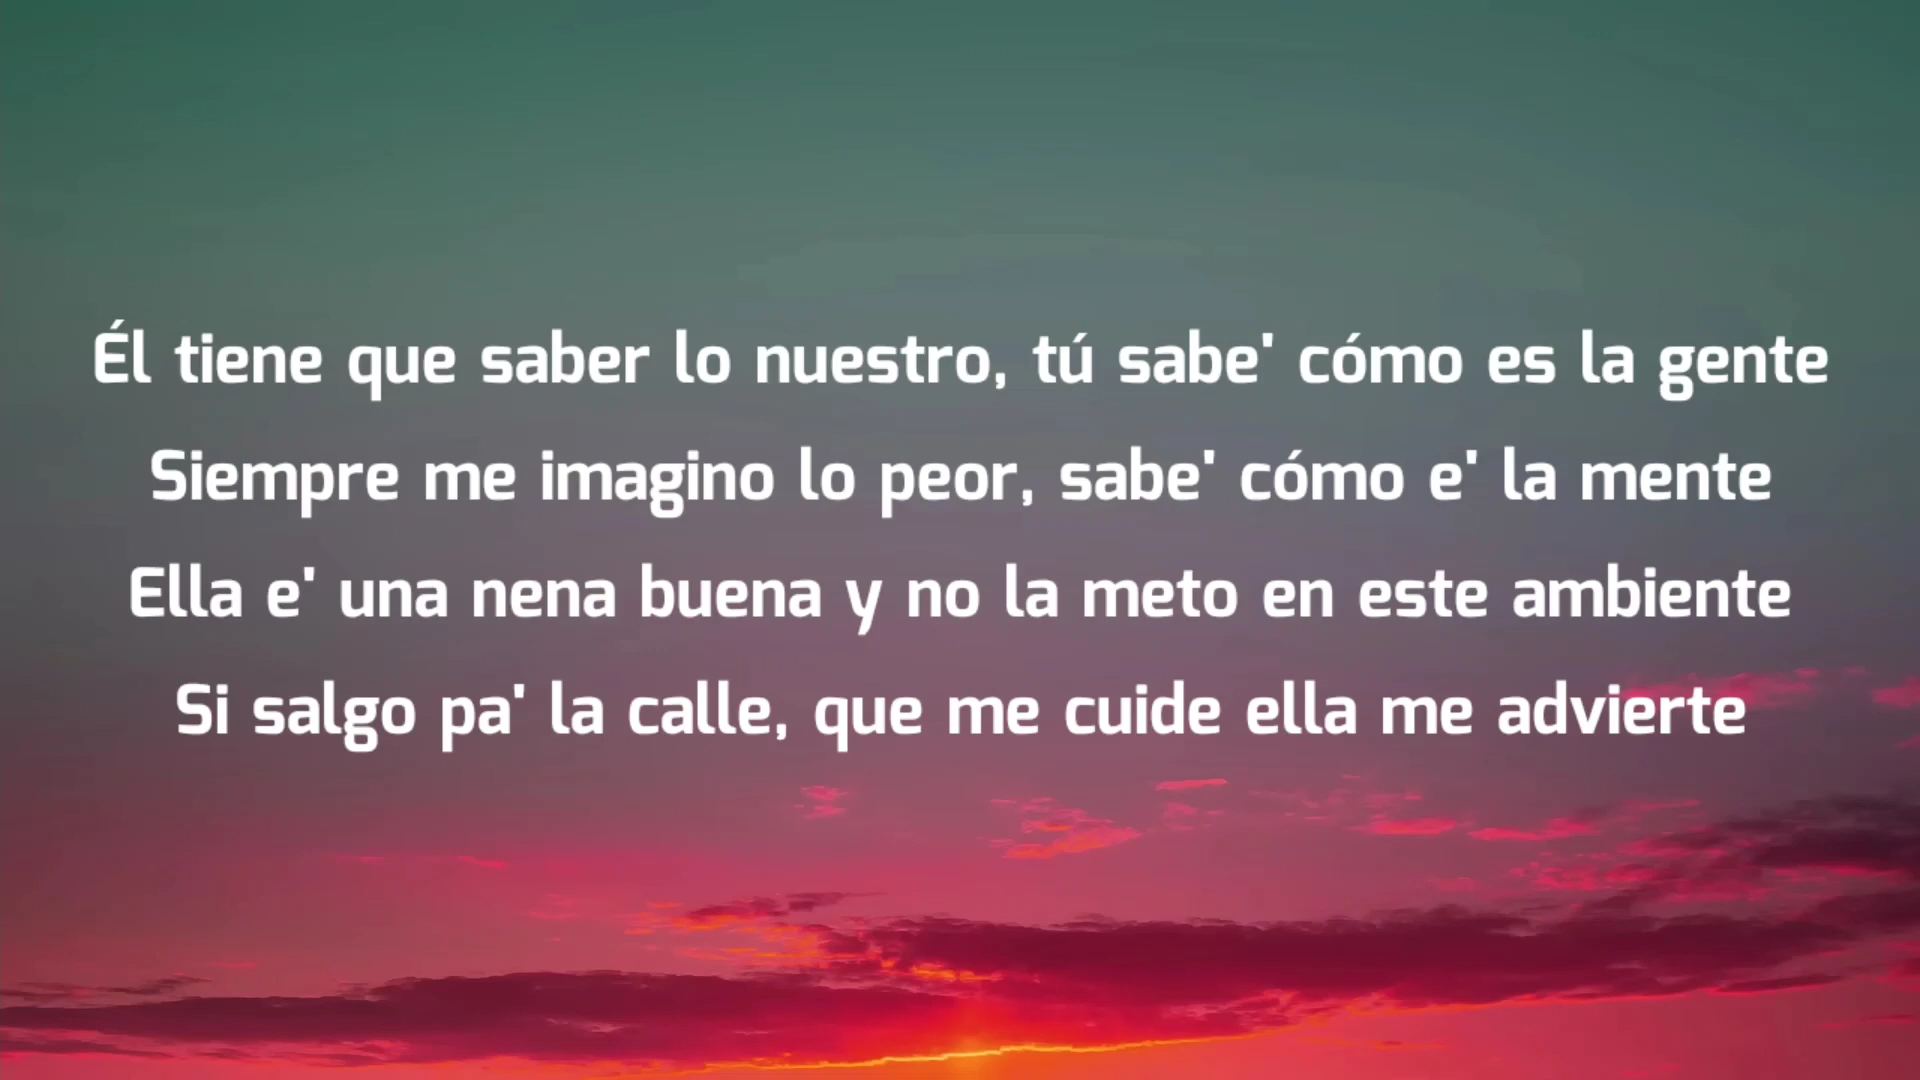 Él tiene que saber lo nuestro, tú sabe' cómo es la gente
Siempre me imagino lo peor, sabe' cómo e' la mente
Ella e' una nena buena y no la meto en este ambiente
Si salgo pa' la calle, que me cuide ella me advierte